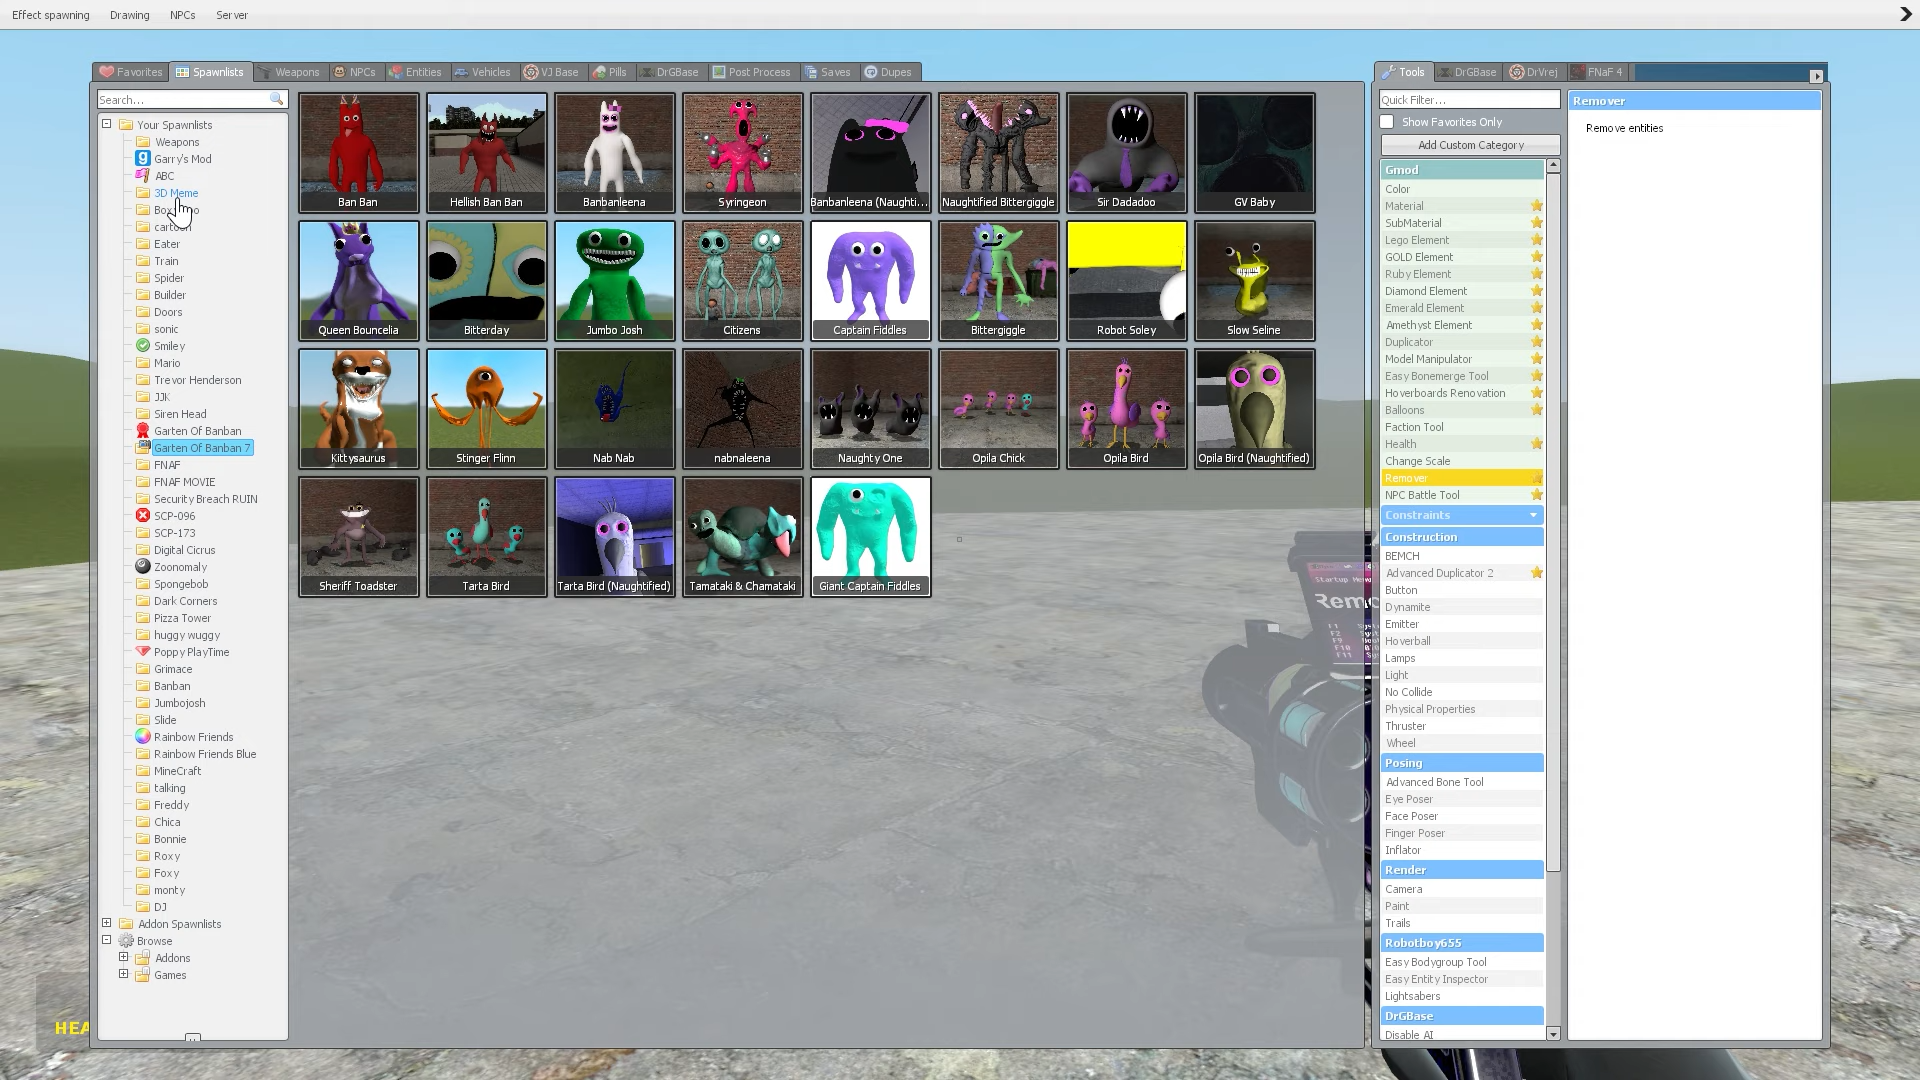 Effect spawning Drawing NPCs Server
Favorites Spawnlists Weapons NPCs Entities Vehicles VJ Base Pills DrGBase Post Process Saves Dupes
Search...
Your Spawnlists
Weapons
Garry's Mod
ABC
3D Meme
cartoon
Eater
Train
Spider
Builder
Doors
sonic
Smiley
Mario
Trevor Henderson
JJK
Siren Head
Garten Of Banban
Garten Of Banban 7
FNAF
FNAF MOVIE
Security Breach RUIN
SCP-096
SCP-173
Digital Cicrus
Zoonomaly
Spongebob
Dark Corners
Pizza Tower
huggy wuggy
Poppy PlayTime
Grimace
Banban
Jumbojosh
Slide
Rainbow Friends
Rainbow Friends Blue
MineCraft
talking
Freddy
Chica
Bonnie
Roxy
Foxy
monty
DJ
Addon Spawnlists
Browse
Addons
Games
HEA
Ban Ban
Hellish Ban Ban
Banbanleena
Syringeon
Banbanleena (Naughti...
Naughtified Bittergiggle
Sir Dadadoo
GV Baby
Queen Bouncelia
Bitterday
Jumbo Josh
Citizens
Captain Fiddles
Bittergiggle
Robot Soley
Slow Seline
Kittysaurus
Stinger Flinn
Nab Nab
nabnaleena
Naughty One
Opila Chick
Opila Bird
Opila Bird (Naughtified)
Sheriff Toadster
Tarta Bird
Tarta Bird (Naughtified)
Tamataki & Chamataki
Giant Captain Fiddles
Tools DrGBase DrVrej FNaF 4
Quick Filter...
Show Favorites Only
Add Custom Category
Gmod
Color
Material
SubMaterial
Lego Element
GOLD Element
Ruby Element
Diamond Element
Emerald Element
Amethyst Element
Duplicator
Model Manipulator
Easy Bonemerge Tool
Hoverboards Renovation
Balloons
Faction Tool
Health
Change Scale
Remover
NPC Battle Tool
Constraints
Construction
BEMCH
Advanced Duplicator 2
Button
Dynamite
Emitter
Hoverball
Lamps
Light
No Collide
Physical Properties
Thruster
Wheel
Posing
Advanced Bone Tool
Eye Poser
Face Poser
Finger Poser
Inflator
Render
Camera
Paint
Trails
Robotboy655
Easy Bodygroup Tool
Easy Entity Inspector
Lightsabers
DrGBase
Disable AI
Remover
Remove entities